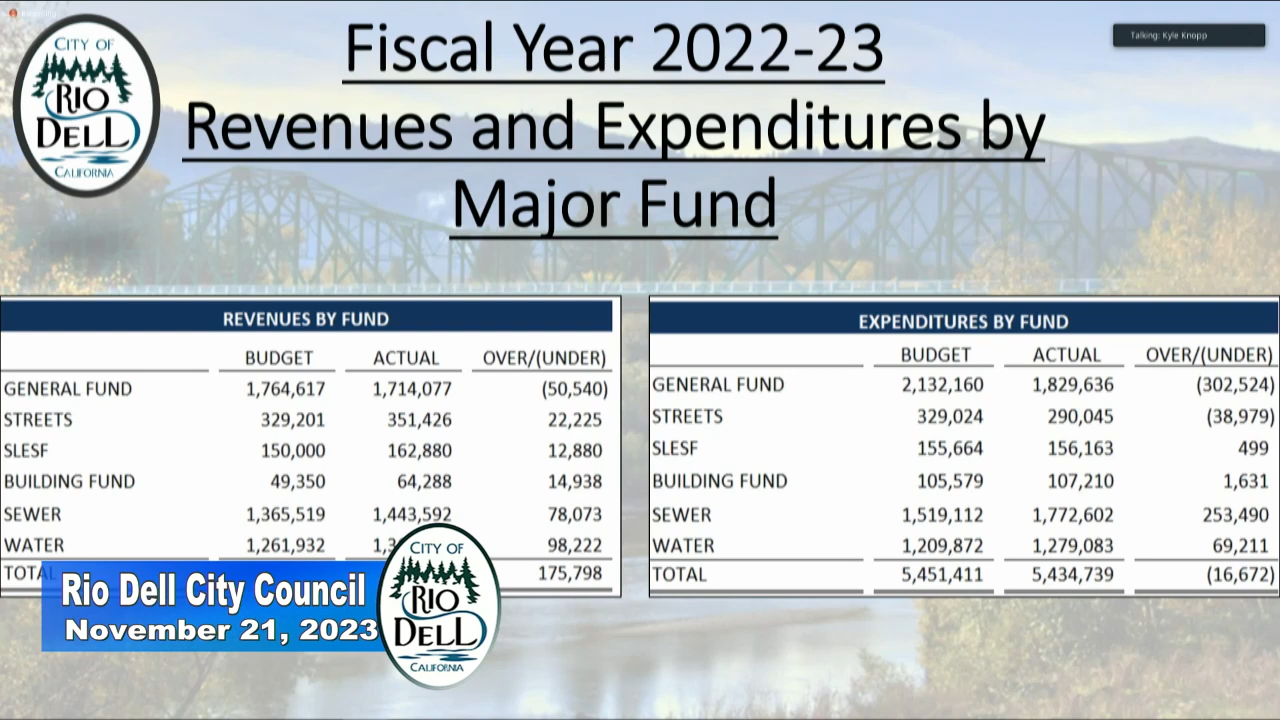 Recording
Talking: Kyle Knopp
CITY OF
RIO
DELL
CALIFORNIA
Fiscal Year 2022-23
Revenues and Expenditures by
Major Fund
REVENUES BY FUND
BUDGET ACTUAL OVER/(UNDER)
GENERAL FUND 1,764,617 1,714,077 (50,540)
STREETS 329,201 351,426 22,225
SLESF 150,000 162,880 12,880
BUILDING FUND 49,350 64,288 14,938
SEWER 1,365,519 1,443,592 78,073
WATER 1,261,932 98,222
TOTAL 175,798
EXPENDITURES BY FUND
BUDGET ACTUAL OVER/(UNDER)
GENERAL FUND 2,132,160 1,829,636 (302,524)
STREETS 329,024 290,045 (38,979)
SLESF 155,664 156,163 499
BUILDING FUND 105,579 107,210 1,631
SEWER 1,519,112 1,772,602 253,490
WATER 1,209,872 1,279,083 69,211
TOTAL 5,451,411 5,434,739 (16,672)
Rio Dell City Council
November 21, 2023
CITY OF
RIO
DELL
CALIFORNIA